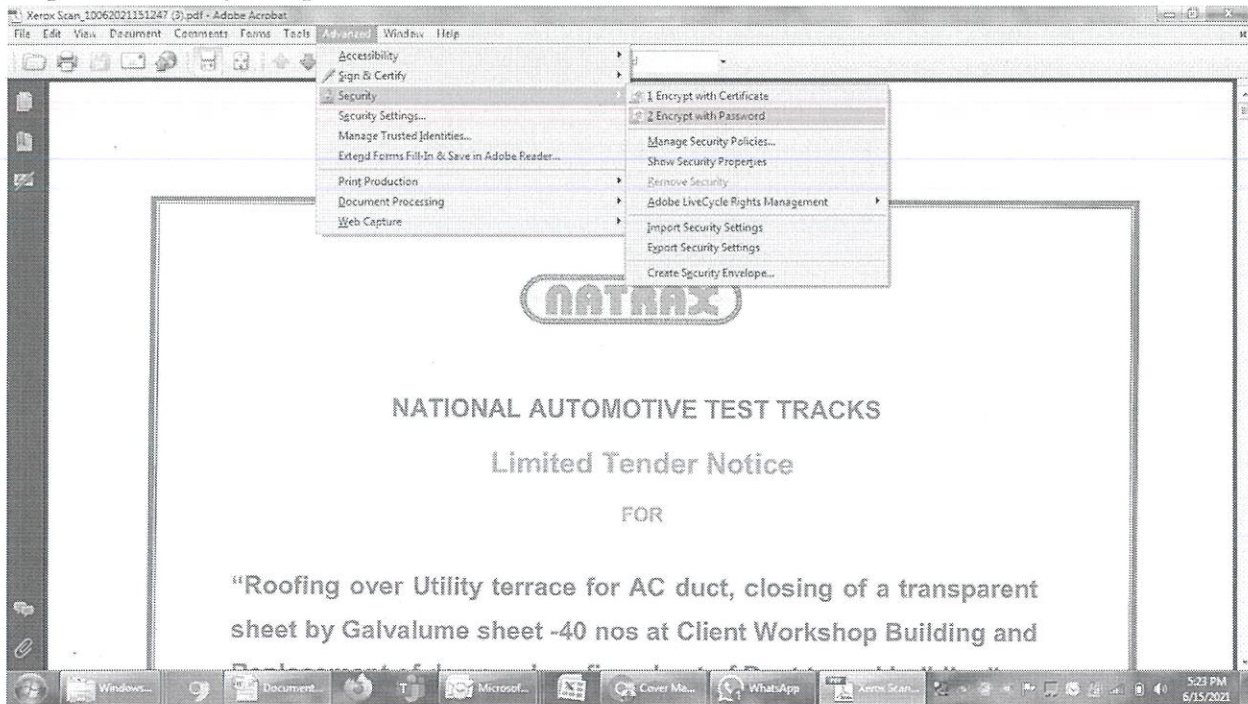 Xerox Scan_10062021151247 (3).pdf - Adobe Acrobat
File Edit View Document Comments Forms Tools Advanced Window Help
Accessibility
Sign & Certify
Security
Security Settings...
Manage Trusted Identities...
Extend Forms Fill-In & Save in Adobe Reader...
Print Production
Document Processing
Web Capture
1 Encrypt with Certificate
2 Encrypt with Password
Manage Security Policies...
Show Security Properties
Remove Security
Adobe LiveCycle Rights Management
Import Security Settings
Export Security Settings
Create Security Envelope...
NATRAX
NATIONAL AUTOMOTIVE TEST TRACKS
Limited Tender Notice
FOR
“Roofing over Utility terrace for AC duct, closing of a transparent
sheet by Galvalume sheet -40 nos at Client Workshop Building and
Windows... Document... Microsof... Cover Ma... WhatsApp Xerox Scan...
5:23 PM
6/15/2021